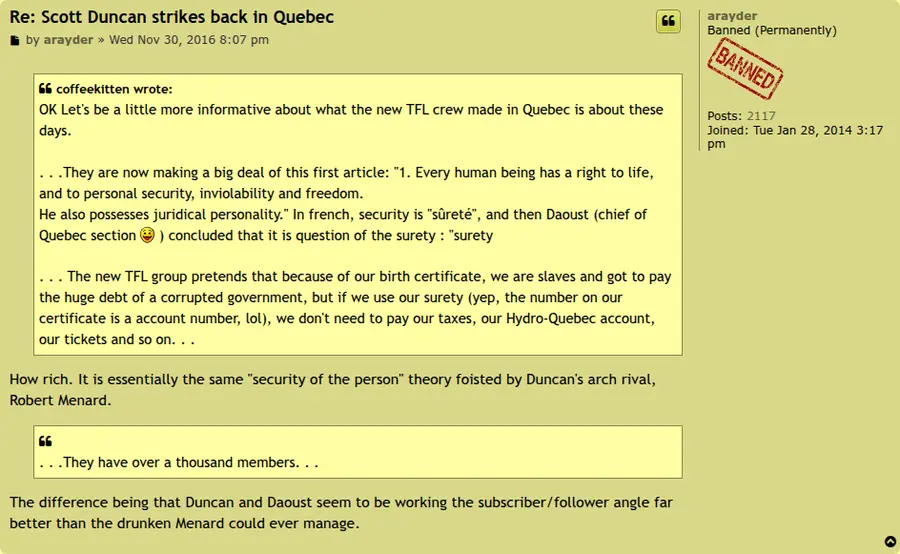 Re: Scott Duncan strikes back in Quebec
by arayder » Wed Nov 30, 2016 8:07 pm
coffeekitten wrote:
OK Let's be a little more informative about what the new TFL crew made in Quebec is about these
days.
. . .They are now making a big deal of this first article: "1. Every human being has a right to life,
and to personal security, inviolability and freedom.
He also possesses juridical personality." In french, security is "sûreté", and then Daoust (chief of
Quebec section ) concluded that it is question of the surety : "surety
. . . The new TFL group pretends that because of our birth certificate, we are slaves and got to pay
the huge debt of a corrupted government, but if we use our surety (yep, the number on our
certificate is a account number, lol), we don't need to pay our taxes, our Hydro-Quebec account,
our tickets and so on. . .
How rich. It is essentially the same "security of the person" theory foisted by Duncan's arch rival,
Robert Menard.
. . .They have over a thousand members. . .
The difference being that Duncan and Daoust seem to be working the subscriber/follower angle far
better than the drunken Menard could ever manage.
arayder
Banned (Permanently)
BANNED
Posts: 2117
Joined: Tue Jan 28, 2014 3:17
pm